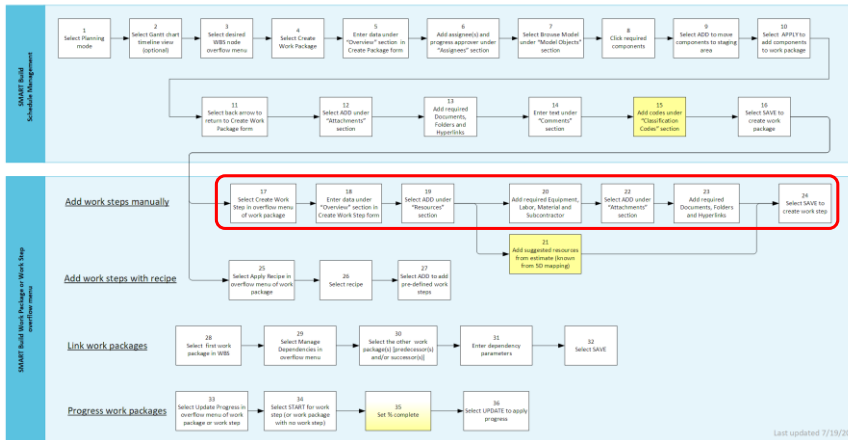 SMART Build
Schedule Management
1
Select Planning
mode
2
Select Gantt chart
timeline view
(optional)
3
Select desired
WBS node
overflow menu
4
Select Create
Work Package
5
Enter data under
"Overview" section in
Create Package form
6
Add assignee(s) and
progress approver under
"Assignees" section
7
Select Browse Model
under "Model Objects"
section
8
Click required
components
9
Select ADD to move
components to staging
area
10
Select APPLY to
add components
to work package
11
Select back arrow to
return to Create Work
Package form
12
Select ADD under
"Attachments"
section
13
Add required
Documents,
Folders and
Hyperlinks
14
Enter text under
"Comments" section
15
Add codes under
"Classification
Codes" section
16
Select SAVE to
create work
package
SMART Build Work Package or Work Step
overflow menu
Add work steps manually
17
Select Create Work
Step in overflow menu
of work package
18
Enter data under
"Overview" section in
Create Work Step form
19
Select ADD under
"Resources"
section
20
Add required Equipment,
Labor, Material and
Subcontractor
22
Select ADD under
"Attachments"
section
23
Add required
Documents, Folders
and Hyperlinks
24
Select SAVE to
create work step
21
Add suggested resources
from estimate (known
from 5D mapping)
Add work steps with recipe
25
Select Apply Recipe in
overflow menu of work
package
26
Select recipe
27
Select ADD to add
pre-defined work
steps
Link work packages
28
Select first work
package in WBS
29
Select Manage
Dependencies in
overflow menu
30
Select the other work
package(s) [predecessor(s)
and/or successor(s)]
31
Enter dependency
parameters
32
Select SAVE
Progress work packages
33
Select Update Progress in
overflow menu of work
package or work step
34
Select START for work
step (or work package
with no work step)
35
Set % complete
36
Select UPDATE to apply
progress
Last updated 7/19/20